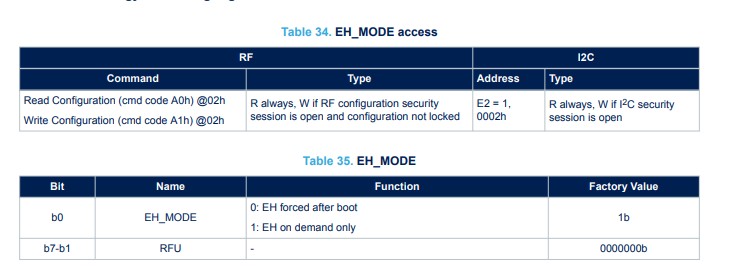 Table 34. EH_MODE access
RF I2C
Command Type Address Type
Read Configuration (cmd code A0h) @02h
Write Configuration (cmd code A1h) @02h
R always, W if RF configuration security
session is open and configuration not locked
E2 = 1,
0002h
R always, W if I²C security
session is open
Table 35. EH_MODE
Bit Name Function Factory Value
b0 EH_MODE
0: EH forced after boot
1: EH on demand only
1b
b7-b1 RFU - 0000000b